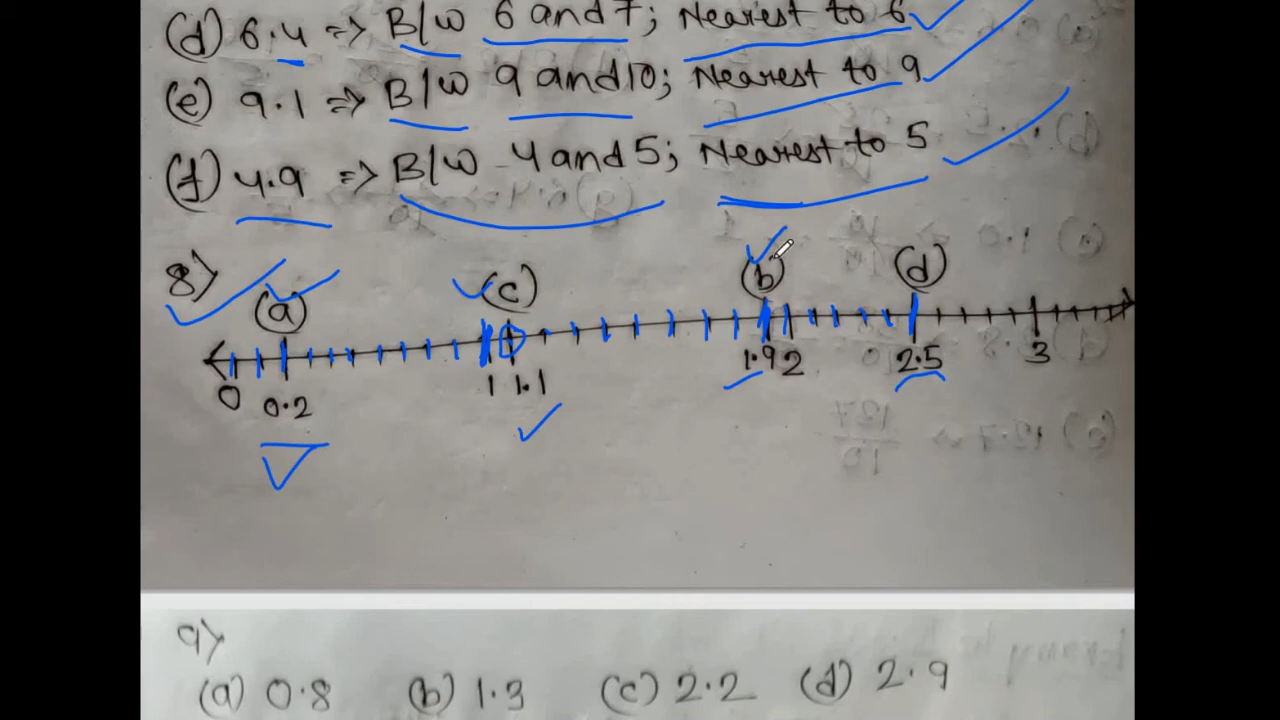 (d) 6.4 => B/W 6 and 7; Nearest to 6
(e) 9.1 => B/W 9 and 10; Nearest to 9
(f) 4.9 => B/W 4 and 5; Nearest to 5
8)
(a) (c) (b) (d)
0 0.2 1 1.1 1.9 2 2.5 3
9)
(a) 0.8 (b) 1.3 (c) 2.2 (d) 2.9